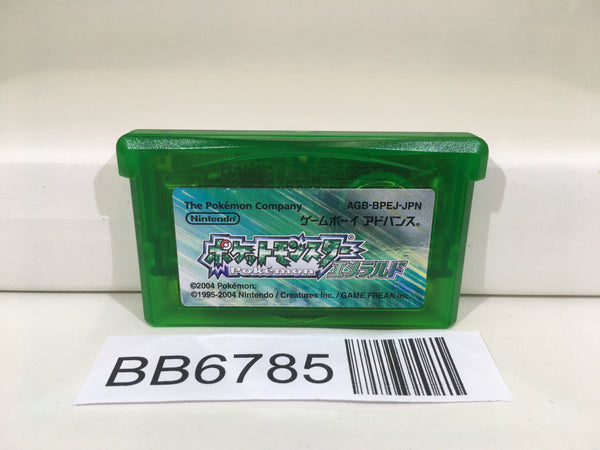 The Pokémon Company
AGB-BPEJ-JPN
Nintendo®
ゲームボーイ アドバンス®
ポケットモンスター®
Pokémon
エメラルド
©2004 Pokémon.
©1995-2004 Nintendo / Creatures inc. / GAME FREAK inc.
BB6785